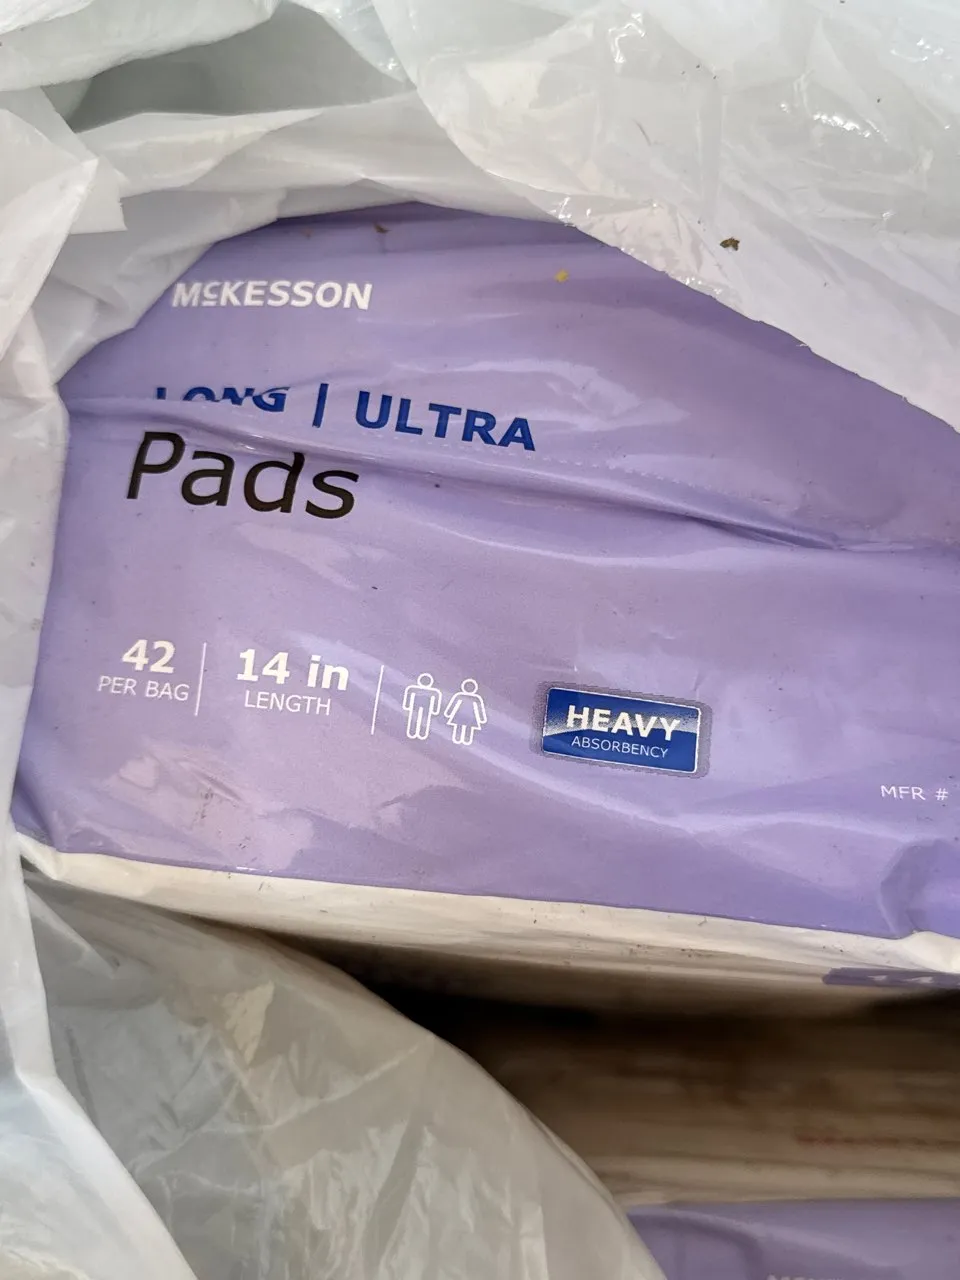 McKESSON
LONG | ULTRA
Pads
42
PER BAG
14 in
LENGTH
HEAVY
ABSORBENCY
MFR #